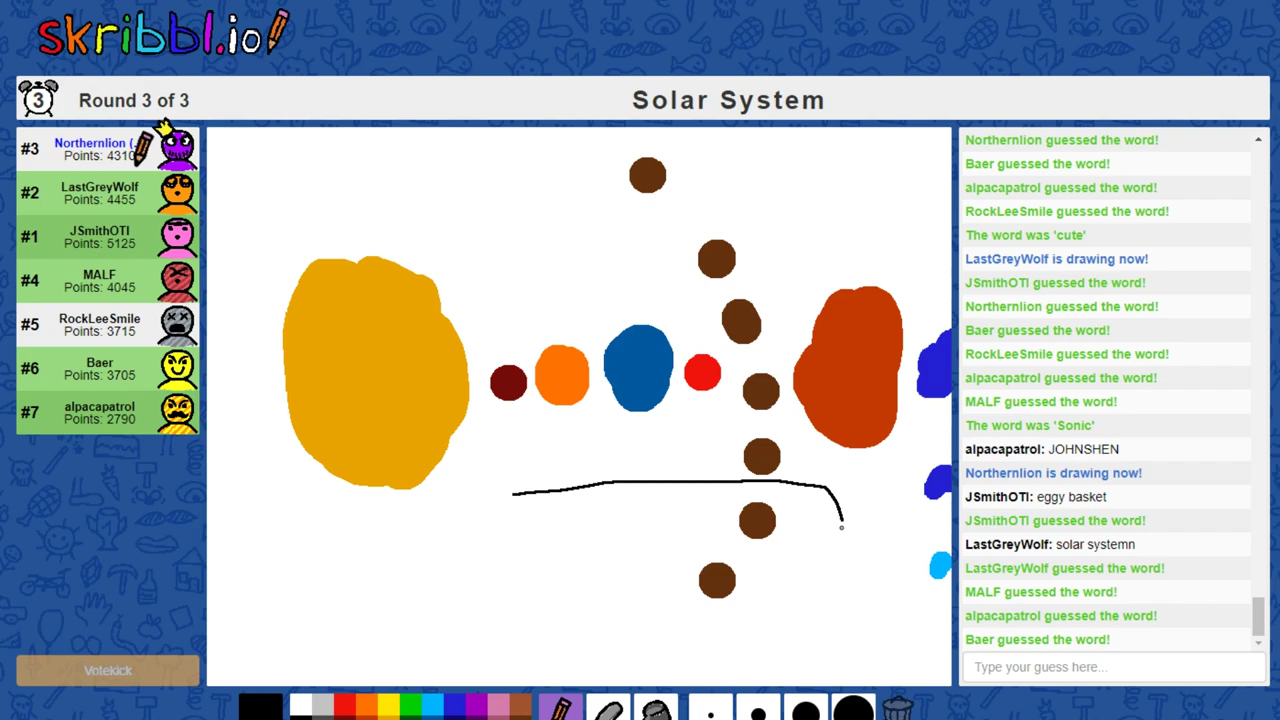 skribbl.io
3
Round 3 of 3
Solar System
#3
Northernlion (.
Points: 4310
#2
LastGreyWolf
Points: 4455
#1
JSmithOTI
Points: 5125
#4
MALF
Points: 4045
#5
RockLeeSmile
Points: 3715
#6
Baer
Points: 3705
#7
alpacapatrol
Points: 2790
Votekick
Northernlion guessed the word!
Baer guessed the word!
alpacapatrol guessed the word!
RockLeeSmile guessed the word!
The word was 'cute'
LastGreyWolf is drawing now!
JSmithOTI guessed the word!
Northernlion guessed the word!
Baer guessed the word!
RockLeeSmile guessed the word!
alpacapatrol guessed the word!
MALF guessed the word!
The word was 'Sonic'
alpacapatrol: JOHNSHEN
Northernlion is drawing now!
JSmithOTI: eggy basket
JSmithOTI guessed the word!
LastGreyWolf: solar systemn
LastGreyWolf guessed the word!
MALF guessed the word!
alpacapatrol guessed the word!
Baer guessed the word!
Type your guess here...